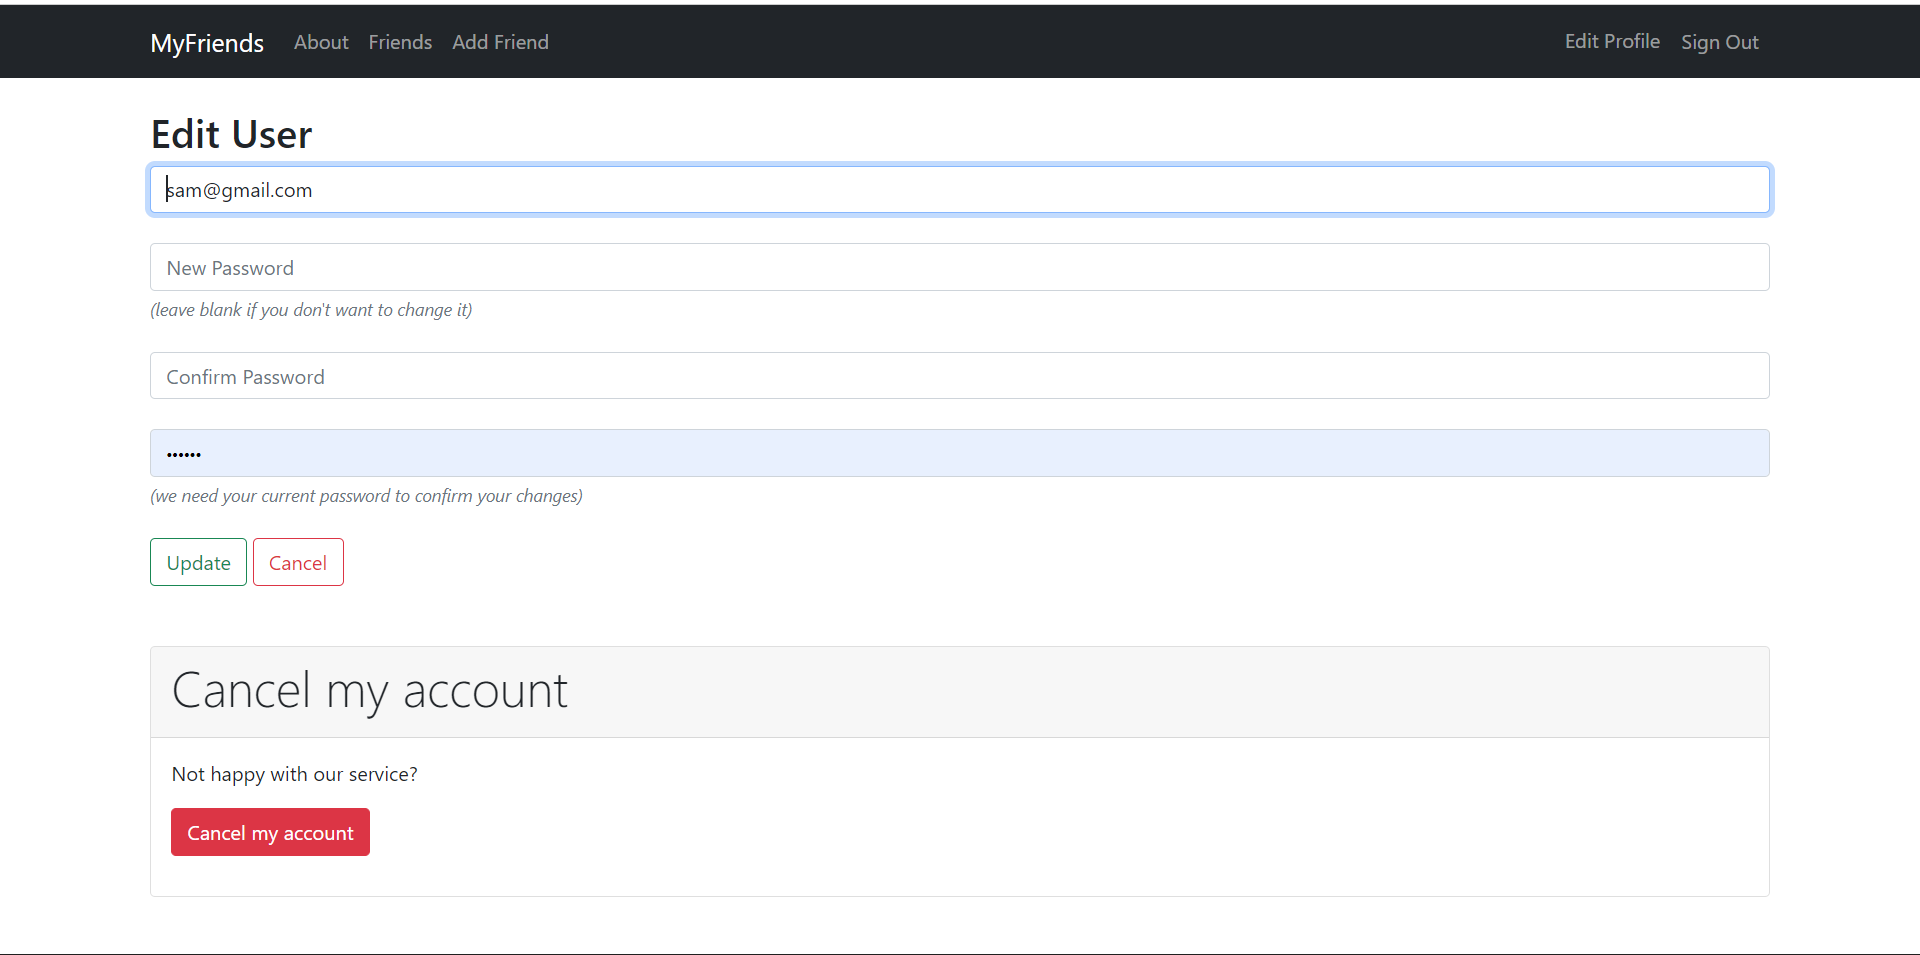 MyFriends About Friends Add Friend Edit Profile Sign Out
Edit User
sam@gmail.com
New Password
(leave blank if you don't want to change it)
Confirm Password
••••••
(we need your current password to confirm your changes)
Update Cancel
Cancel my account
Not happy with our service?
Cancel my account